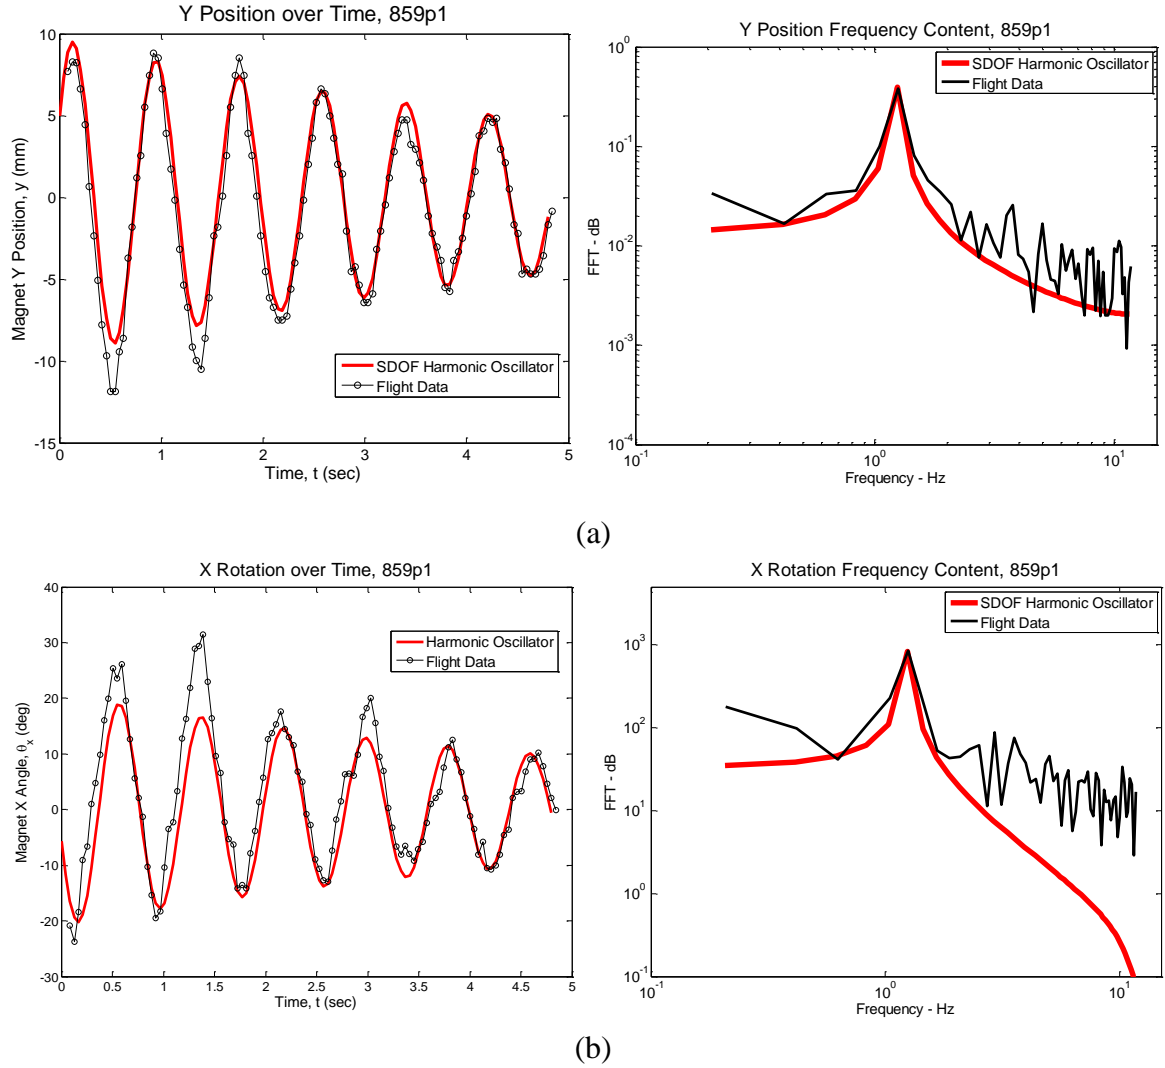 Y Position over Time, 859p1
10
5
0
-5
-10
-15
Magnet Y Position, y (mm)
SDOF Harmonic Oscillator
Flight Data
0 1 2 3 4 5
Time, t (sec)
Y Position Frequency Content, 859p1
10^0
10^-1
10^-2
10^-3
10^-4
FFT - dB
SDOF Harmonic Oscillator
Flight Data
10^-1 10^0 10^1
Frequency - Hz
(a)
X Rotation over Time, 859p1
40
30
20
10
0
-10
-20
-30
Magnet X Angle, θ_x (deg)
Harmonic Oscillator
Flight Data
0 0.5 1 1.5 2 2.5 3 3.5 4 4.5 5
Time, t (sec)
X Rotation Frequency Content, 859p1
10^3
10^2
10^1
10^0
10^-1
FFT - dB
SDOF Harmonic Oscillator
Flight Data
10^-1 10^0 10^1
Frequency - Hz
(b)